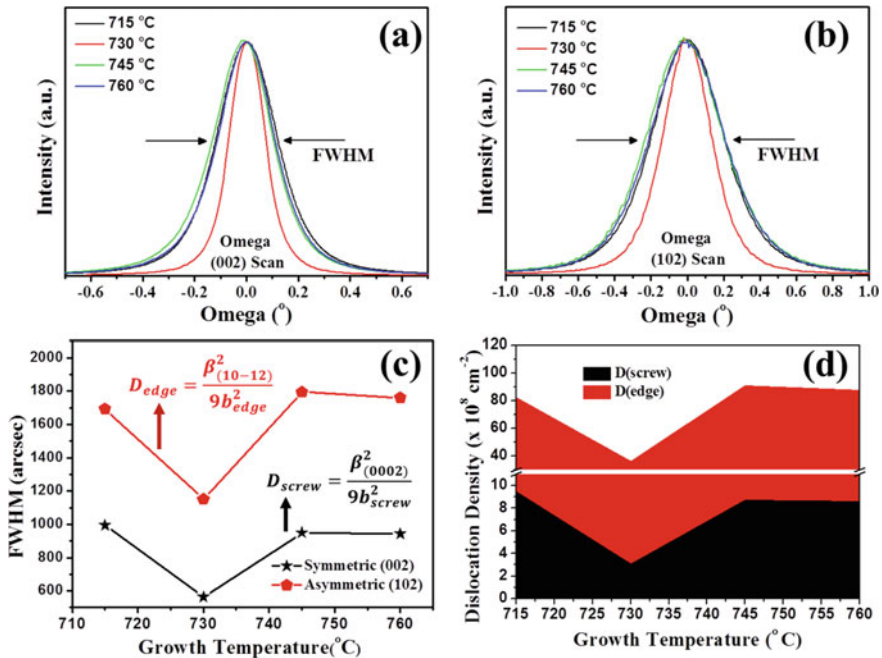 (a)
715 °C
730 °C
745 °C
760 °C
FWHM
Omega
(002) Scan
Intensity (a.u.)
-0.6 -0.4 -0.2 0.0 0.2 0.4 0.6
Omega (°)
(b)
715 °C
730 °C
745 °C
760 °C
FWHM
Omega
(102) Scan
Intensity (a.u.)
-1.0 -0.8 -0.6 -0.4 -0.2 0.0 0.2 0.4 0.6 0.8 1.0
Omega (°)
(c)
2000
1800
1600
1400
1200
1000
800
600
FWHM (arcsec)
D_edge = β²_(10−12) / 9b²_edge
D_screw = β²_(0002) / 9b²_screw
Symmetric (002)
Asymmetric (102)
710 720 730 740 750 760
Growth Temperature(°C)
(d)
D(screw)
D(edge)
120
100
80
60
40
10
8
6
4
2
0
Dislocation Density (x 10⁸ cm⁻²)
715 720 725 730 735 740 745 750 755 760
Growth Temperature (°C)